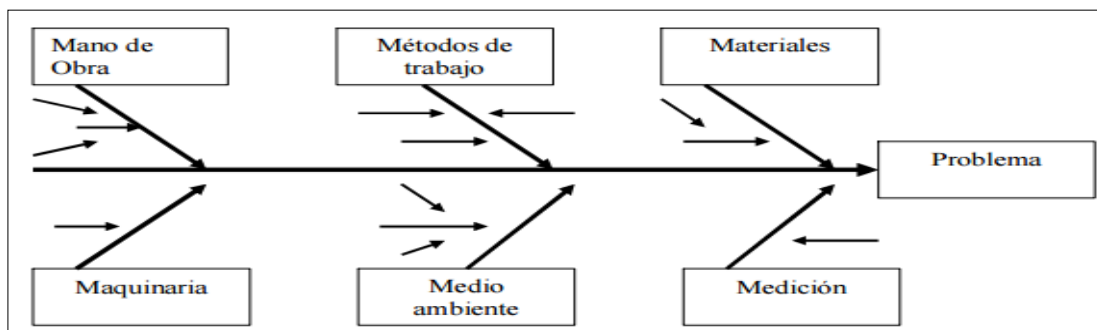 Mano de
Obra
Métodos de
trabajo
Materiales
Problema
Maquinaria
Medio
ambiente
Medición